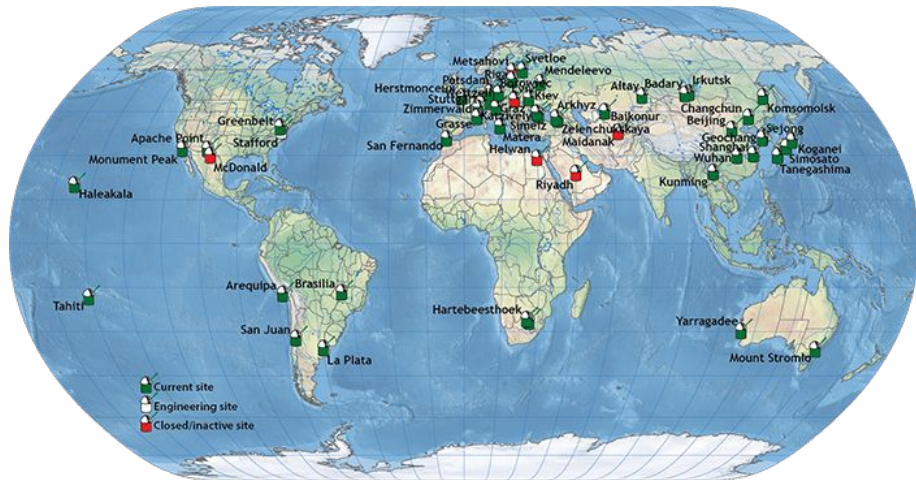 Metsahovi
Svetloe
Riga
Mendeleevo
Potsdam
Borowiec
Herstmonceux
Kiev
Altay
Badary
Irkutsk
Zimmerwald
Graz
Katzively
Arkhyz
Baikonur
Changchun
Komsomolsk
Beijing
Greenbelt
Stafford
Grasse
Simeiz
Matera
Zelenchukskaya
Maidanak
Geochang
Sejong
Apache Point
Monument Peak
McDonald
San Fernando
Helwan
Shanghai
Wuhan
Koganei
Simosato
Tanegashima
Haleakala
Riyadh
Kunming
Arequipa
Brasilia
Tahiti
Hartebeesthoek
Yarragadee
San Juan
La Plata
Mount Stromlo
Current site
Engineering site
Closed/inactive site